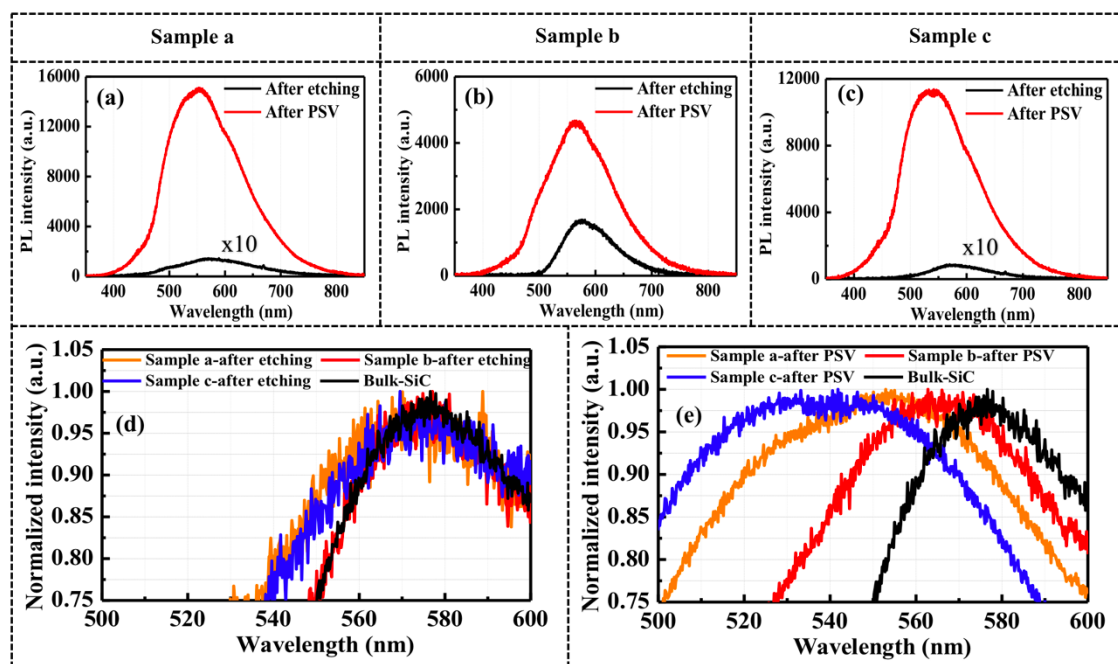 Sample a
Sample b
Sample c
(a)
After etching
After PSV
x10
16000
12000
8000
4000
0
PL intensity (a.u.)
400 500 600 700 800
Wavelength (nm)
(b)
After etching
After PSV
6000
4000
2000
0
PL intensity (a.u.)
400 500 600 700 800
Wavelength (nm)
(c)
After etching
After PSV
x10
12000
8000
4000
0
PL intensity (a.u.)
400 500 600 700 800
Wavelength (nm)
Sample a-after etching Sample b-after etching
Sample c-after etching Bulk-SiC
(d)
1.05
1.00
0.95
0.90
0.85
0.80
0.75
Normalized intensity (a.u.)
500 520 540 560 580 600
Wavelength (nm)
Sample a-after PSV Sample b-after PSV
Sample c-after PSV Bulk-SiC
(e)
1.05
1.00
0.95
0.90
0.85
0.80
0.75
Normalized intensity (a.u.)
500 520 540 560 580 600
Wavelength (nm)